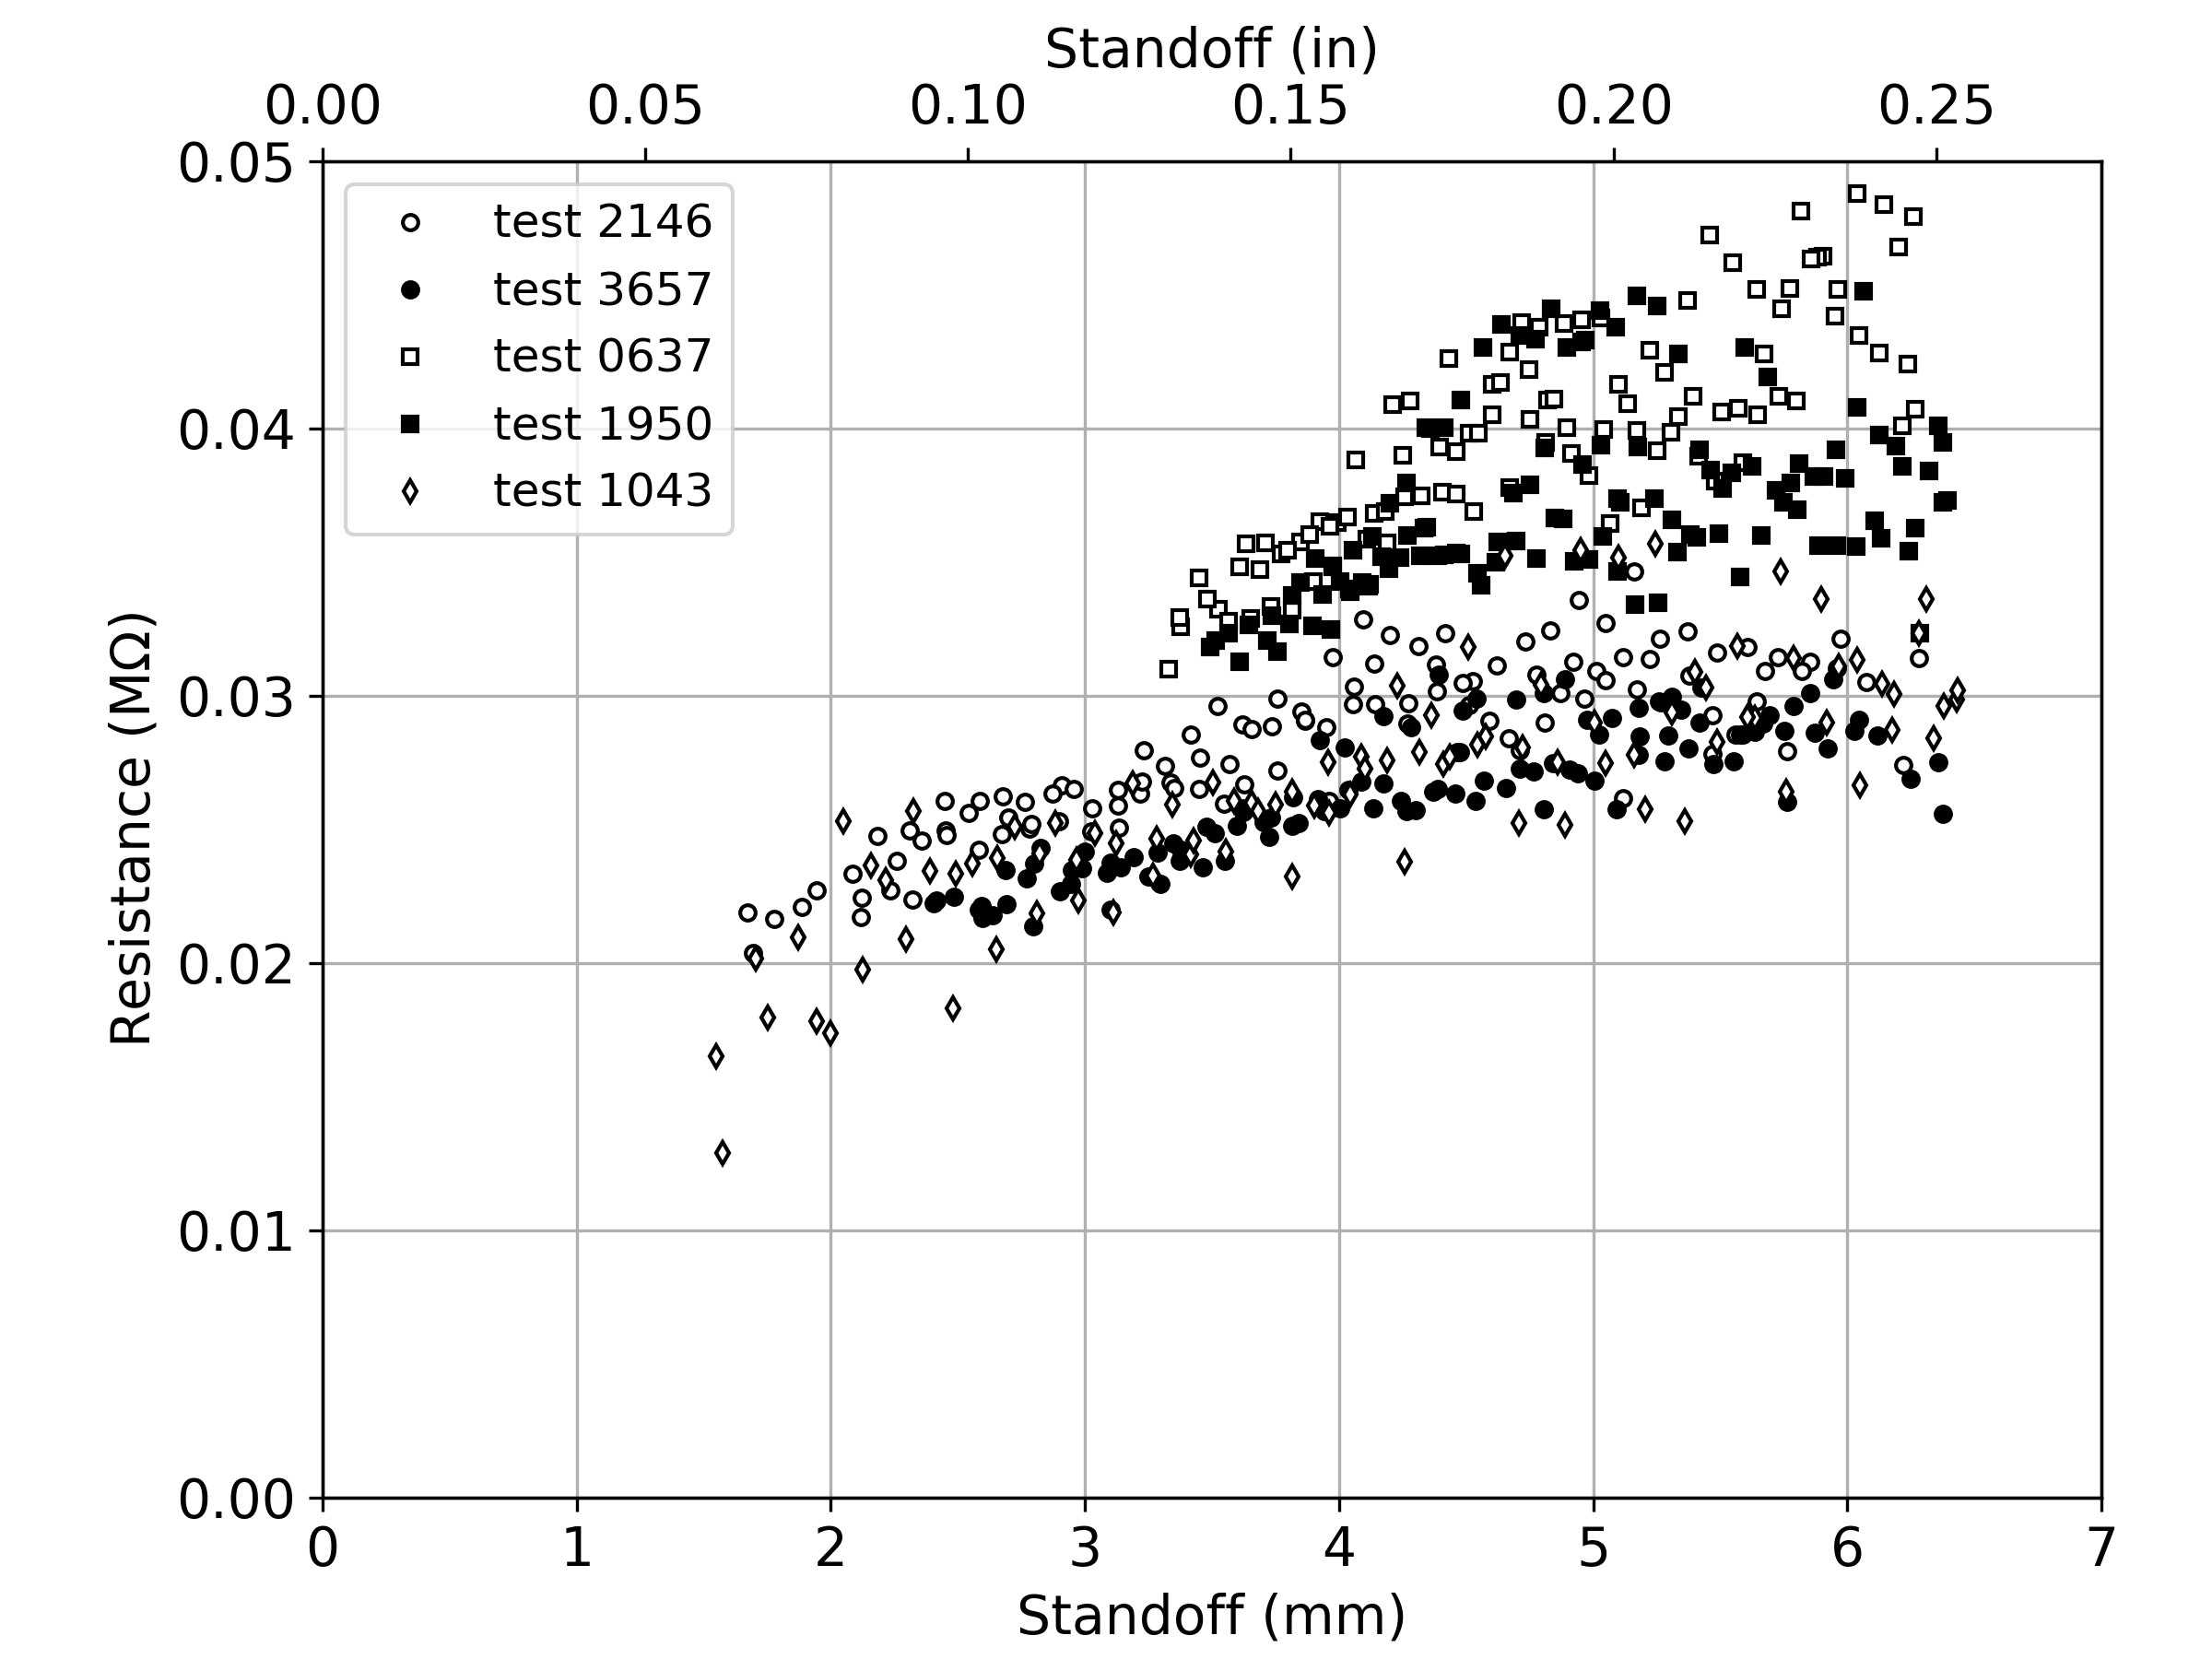 Standoff (in)
0.00 0.05 0.10 0.15 0.20 0.25
0.05
0.04
0.03
0.02
0.01
0.00
Resistance (MΩ)
test 2146
test 3657
test 0637
test 1950
test 1043
0 1 2 3 4 5 6 7
Standoff (mm)